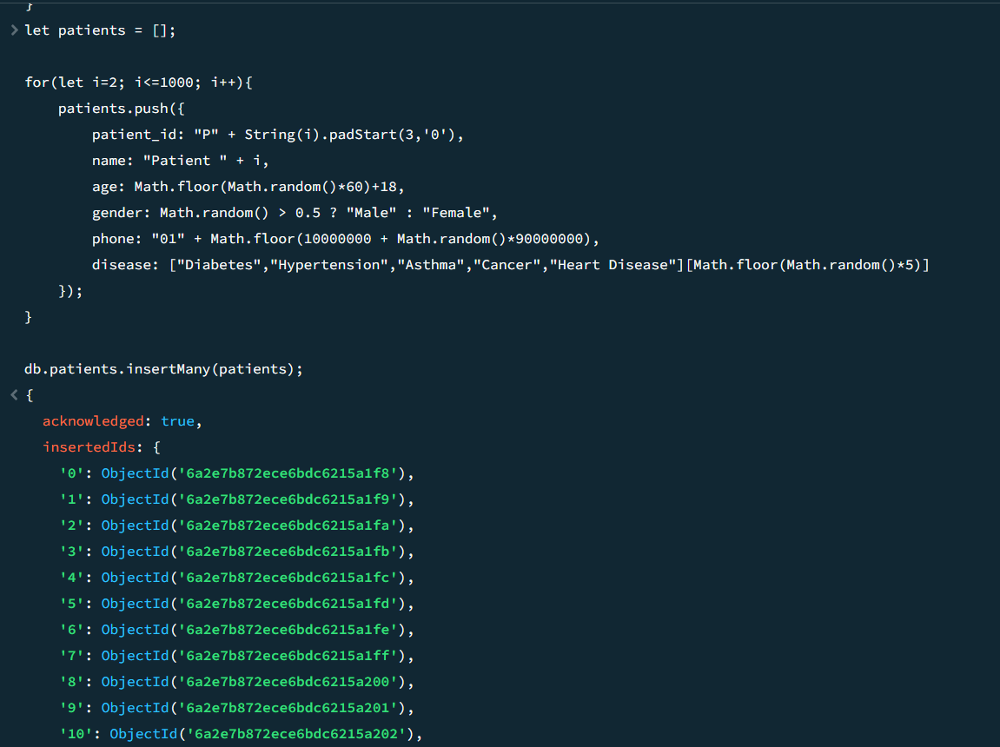 }
> let patients = [];
for(let i=2; i<=1000; i++){
    patients.push({
        patient_id: "P" + String(i).padStart(3,'0'),
        name: "Patient " + i,
        age: Math.floor(Math.random()*60)+18,
        gender: Math.random() > 0.5 ? "Male" : "Female",
        phone: "01" + Math.floor(10000000 + Math.random()*90000000),
        disease: ["Diabetes","Hypertension","Asthma","Cancer","Heart Disease"][Math.floor(Math.random()*5)]
    });
}
db.patients.insertMany(patients);
< {
  acknowledged: true,
  insertedIds: {
    '0': ObjectId('6a2e7b872ece6bdc6215a1f8'),
    '1': ObjectId('6a2e7b872ece6bdc6215a1f9'),
    '2': ObjectId('6a2e7b872ece6bdc6215a1fa'),
    '3': ObjectId('6a2e7b872ece6bdc6215a1fb'),
    '4': ObjectId('6a2e7b872ece6bdc6215a1fc'),
    '5': ObjectId('6a2e7b872ece6bdc6215a1fd'),
    '6': ObjectId('6a2e7b872ece6bdc6215a1fe'),
    '7': ObjectId('6a2e7b872ece6bdc6215a1ff'),
    '8': ObjectId('6a2e7b872ece6bdc6215a200'),
    '9': ObjectId('6a2e7b872ece6bdc6215a201'),
    '10': ObjectId('6a2e7b872ece6bdc6215a202'),